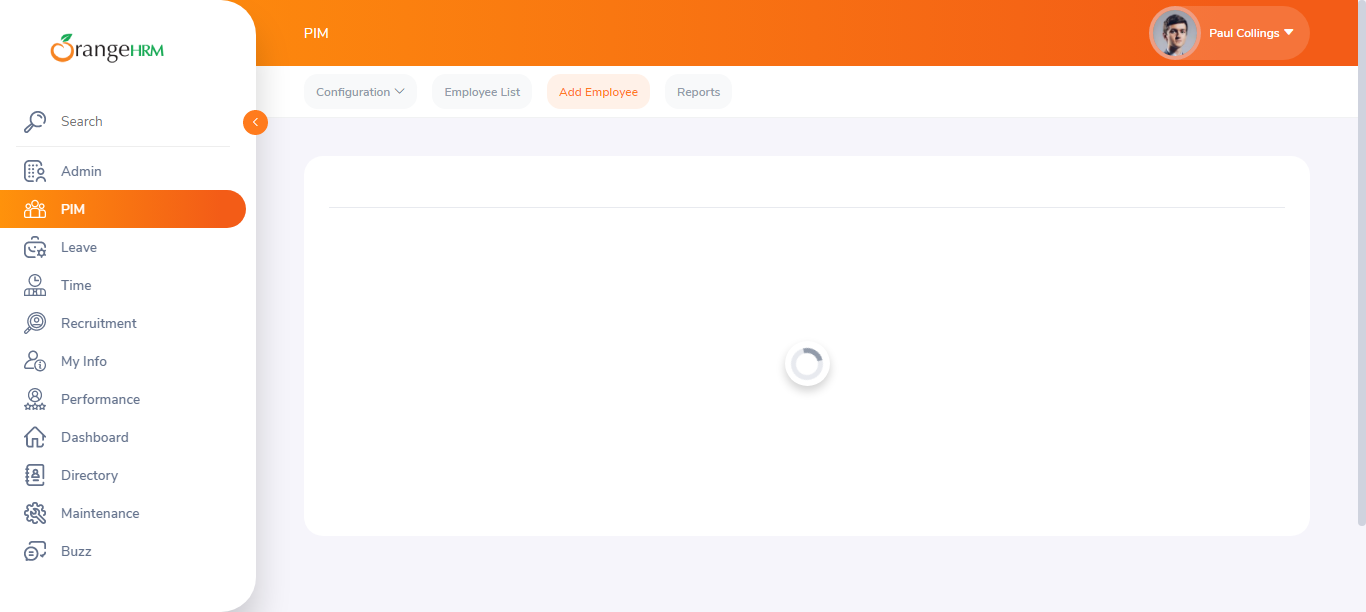 OrangeHRM
Search
Admin
PIM
Leave
Time
Recruitment
My Info
Performance
Dashboard
Directory
Maintenance
Buzz
PIM
Paul Collings
Configuration
Employee List
Add Employee
Reports